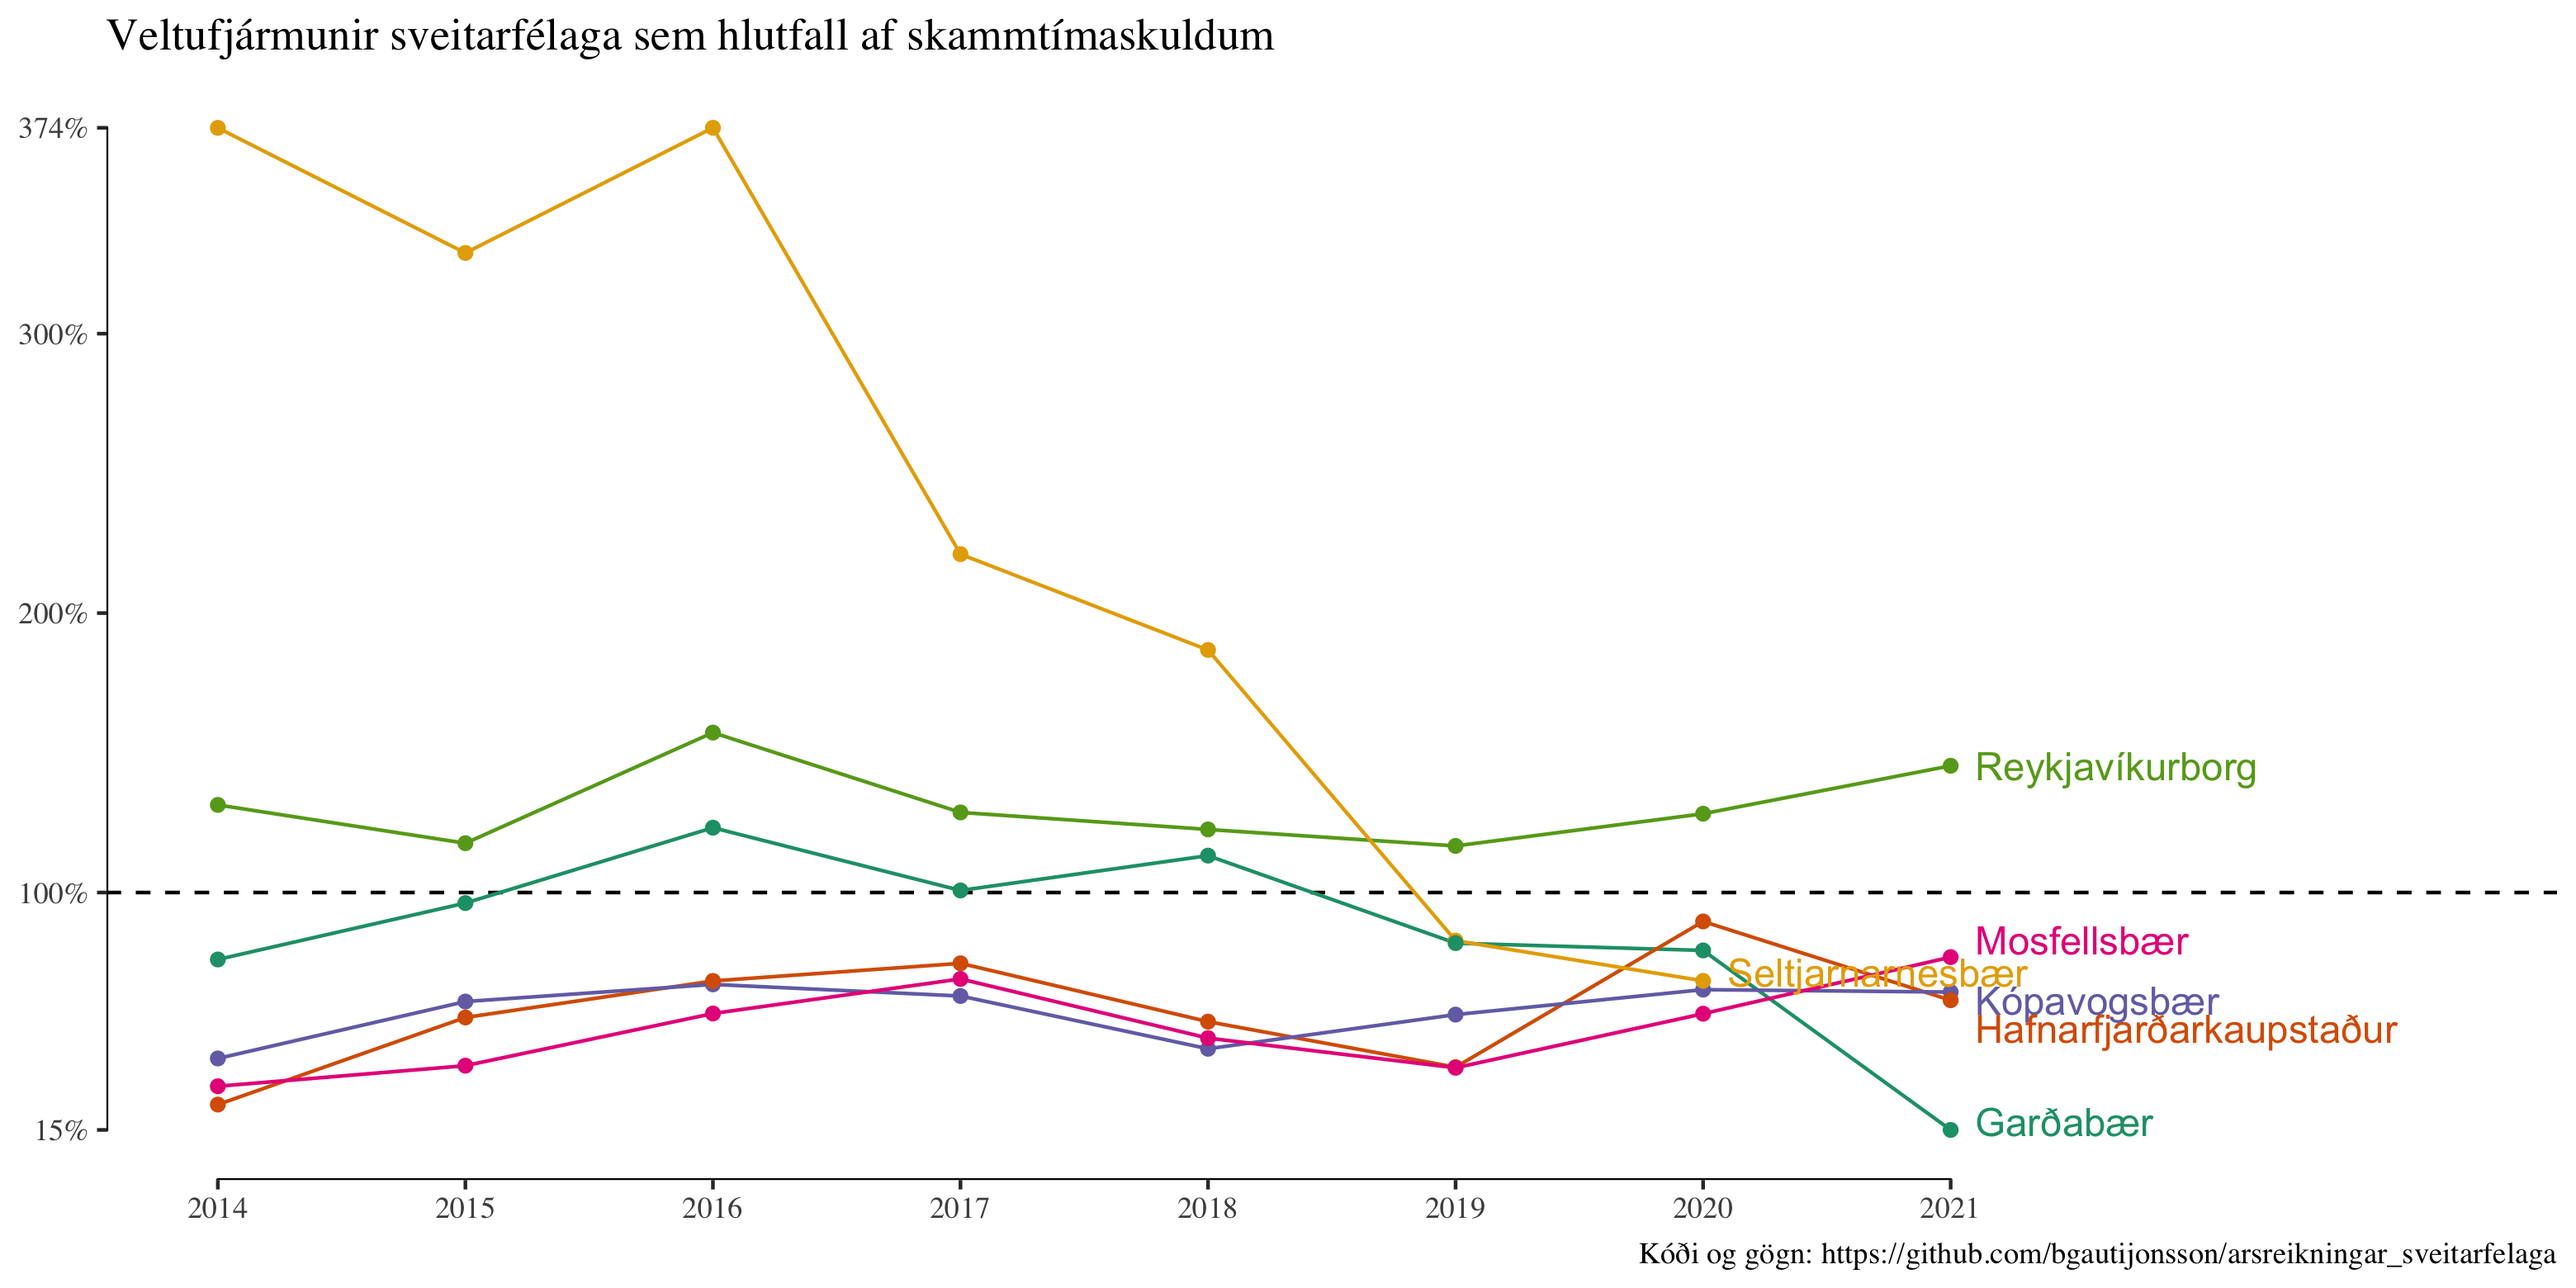 Veltufjármunir sveitarfélaga sem hlutfall af skammtímaskuldum
374%
300%
200%
100%
15%
Reykjavíkurborg
Mosfellsbær
Seltjarnarnesbær
Kópavogsbær
Hafnarfjarðarkaupstaður
Garðabær
2014 2015 2016 2017 2018 2019 2020 2021
Kóði og gögn: https://github.com/bgautijonsson/arsreikningar_sveitarfelaga